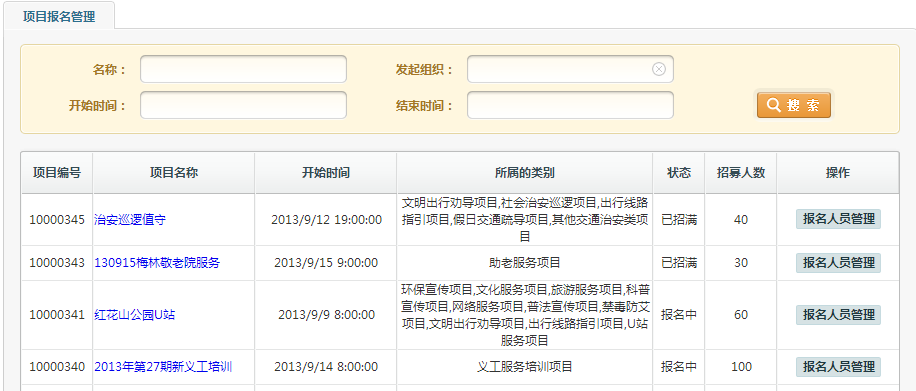 项目报名管理
名称： 发起组织：
开始时间： 结束时间： 搜 索
项目编号 项目名称 开始时间 所属的类别 状态 招募人数 操作
10000345 治安巡逻值守 2013/9/12 19:00:00 文明出行劝导项目,社会治安巡逻项目,出行线路 已招满 40 报名人员管理
指引项目,假日交通疏导项目,其他交通治安类项
目
10000343 130915梅林敬老院服务 2013/9/15 9:00:00 助老服务项目 已招满 30 报名人员管理
10000341 红花山公园U站 2013/9/9 8:00:00 环保宣传项目,文化服务项目,旅游服务项目,科普 报名中 60 报名人员管理
宣传项目,网络服务项目,普法宣传项目,禁毒防艾
项目,文明出行劝导项目,出行线路指引项目,U站
服务项目
10000340 2013年第27期新义工培训 2013/9/14 8:00:00 义工服务培训项目 报名中 100 报名人员管理